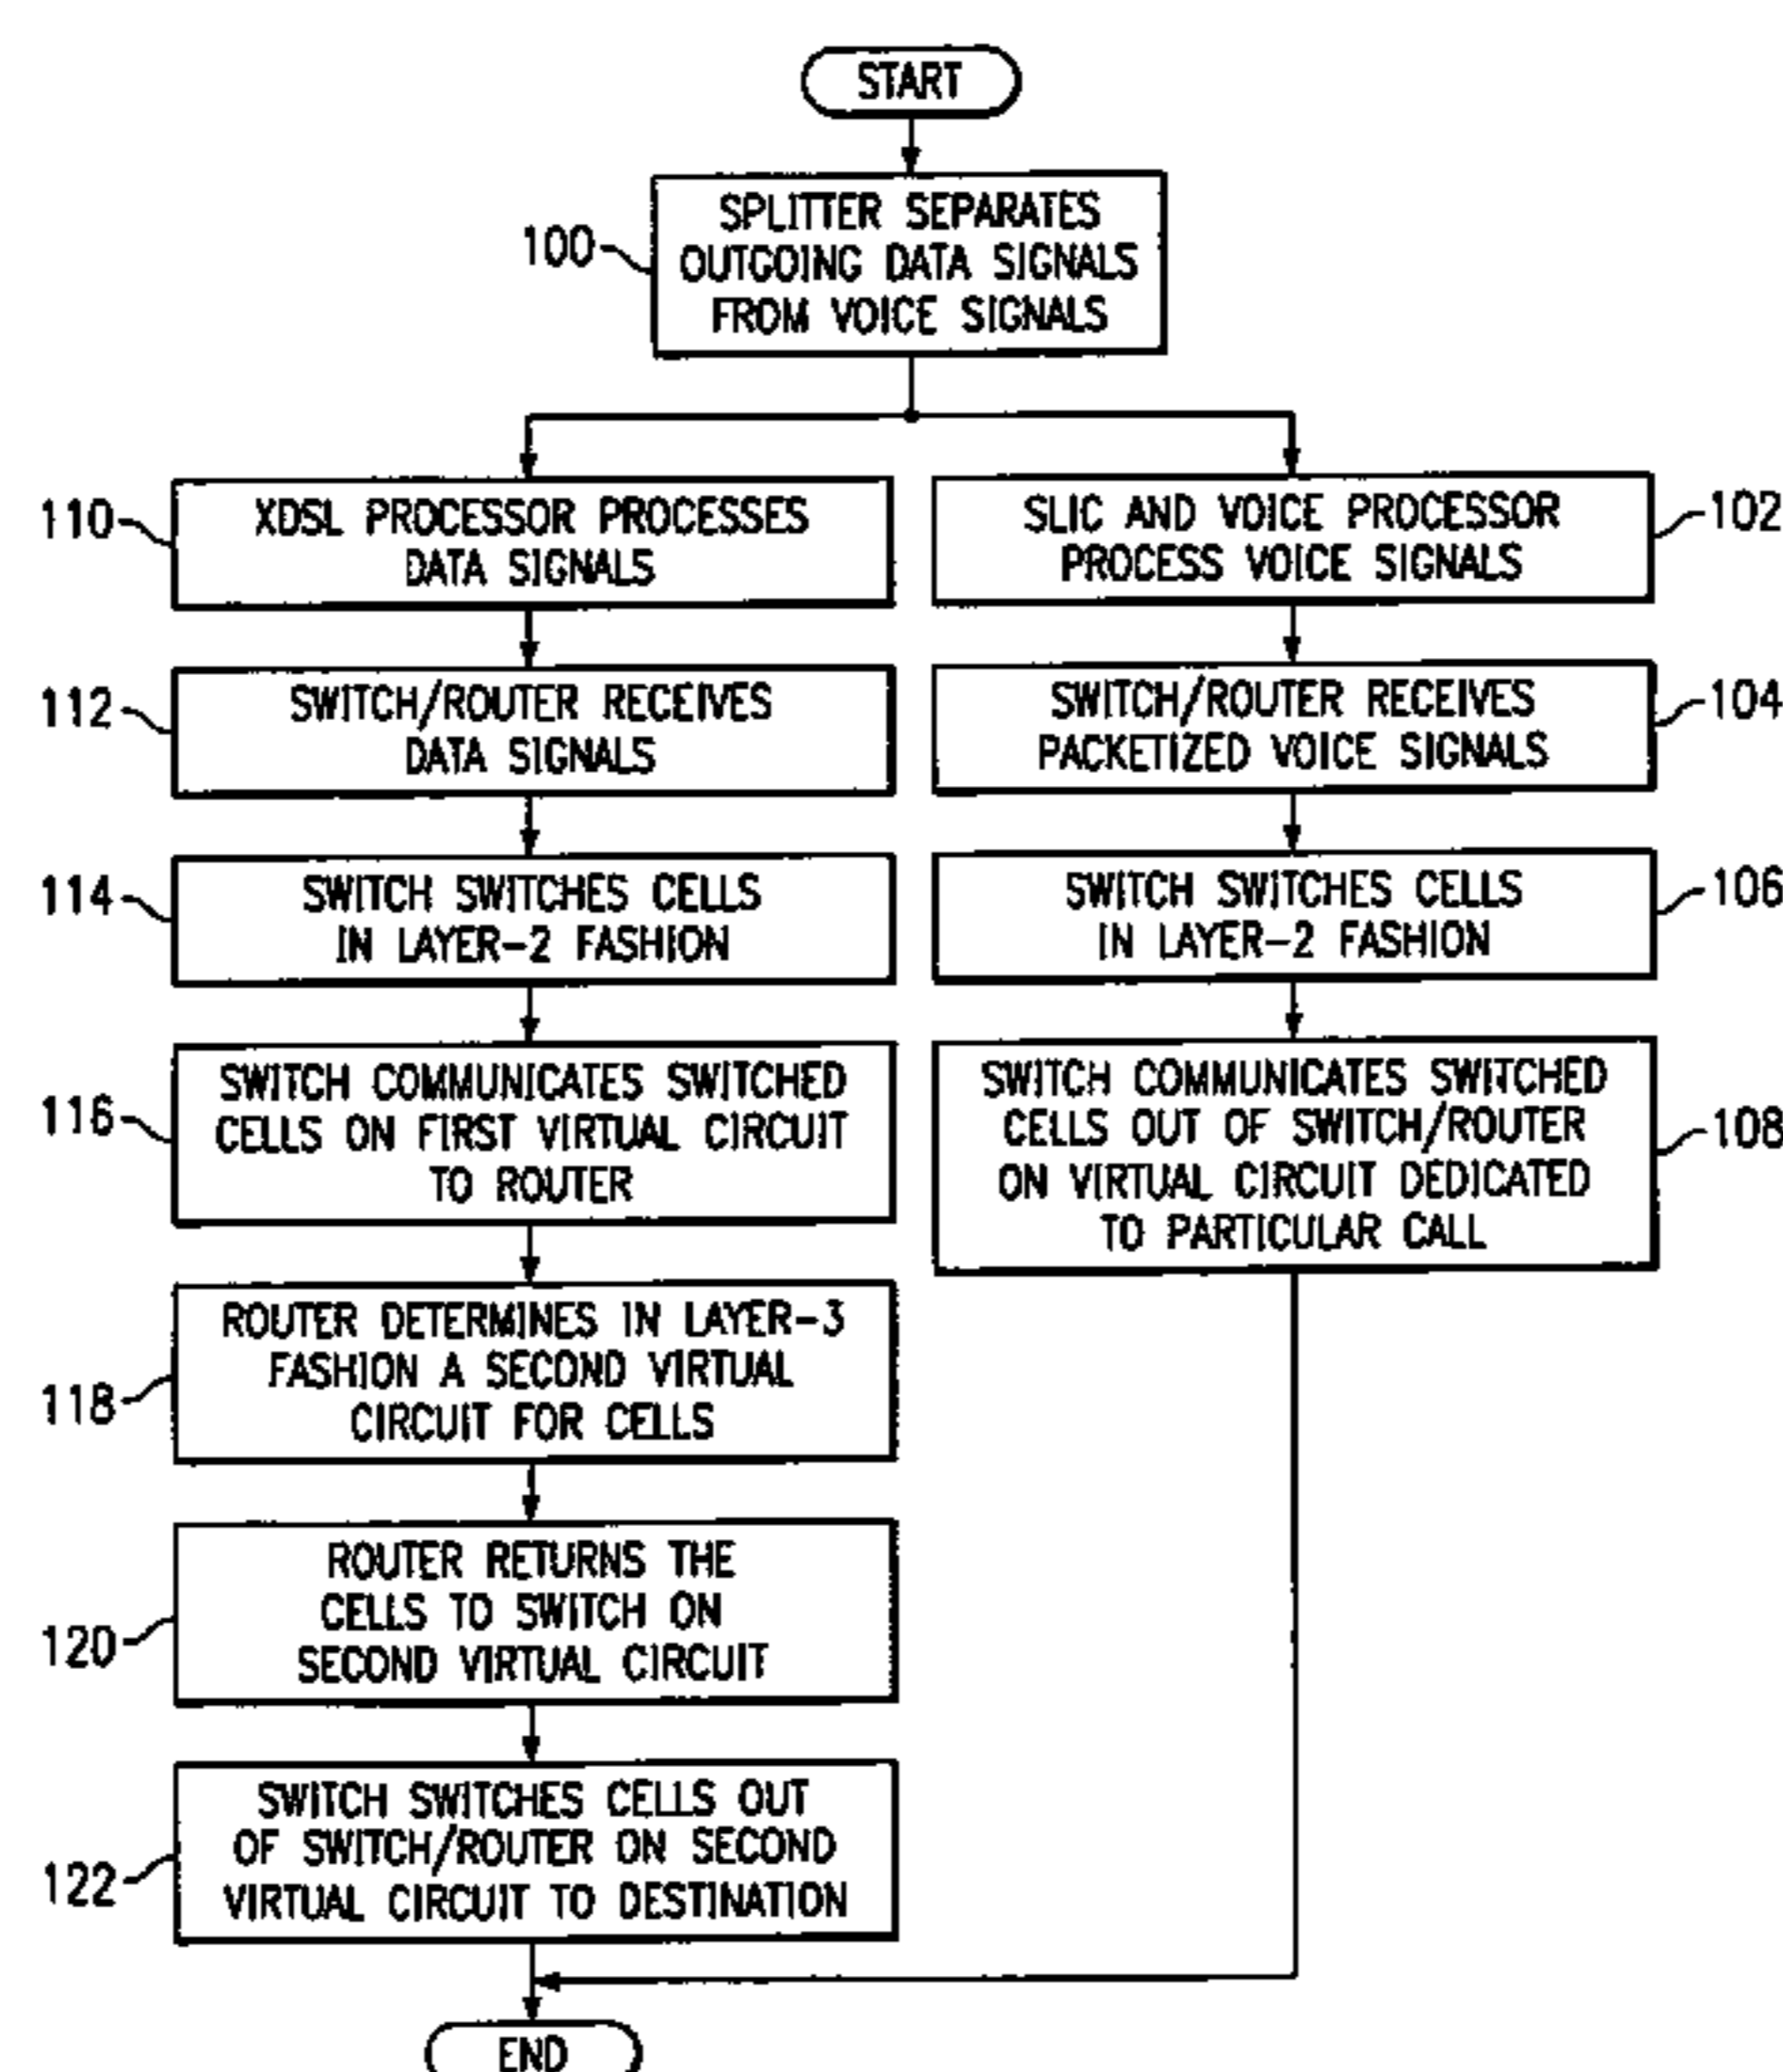 START
100
SPLITTER SEPARATES
OUTGOING DATA SIGNALS
FROM VOICE SIGNALS
110
XDSL PROCESSOR PROCESSES
DATA SIGNALS
112
SWITCH/ROUTER RECEIVES
DATA SIGNALS
114
SWITCH SWITCHES CELLS
IN LAYER-2 FASHION
116
SWITCH COMMUNICATES SWITCHED
CELLS ON FIRST VIRTUAL CIRCUIT
TO ROUTER
118
ROUTER DETERMINES IN LAYER-3
FASHION A SECOND VIRTUAL
CIRCUIT FOR CELLS
120
ROUTER RETURNS THE
CELLS TO SWITCH ON
SECOND VIRTUAL CIRCUIT
122
SWITCH SWITCHES CELLS OUT
OF SWITCH/ROUTER ON SECOND
VIRTUAL CIRCUIT TO DESTINATION
SLIC AND VOICE PROCESSOR
PROCESS VOICE SIGNALS
102
SWITCH/ROUTER RECEIVES
PACKETIZED VOICE SIGNALS
104
SWITCH SWITCHES CELLS
IN LAYER-2 FASHION
106
SWITCH COMMUNICATES SWITCHED
CELLS OUT OF SWITCH/ROUTER
ON VIRTUAL CIRCUIT DEDICATED
TO PARTICULAR CALL
108
END